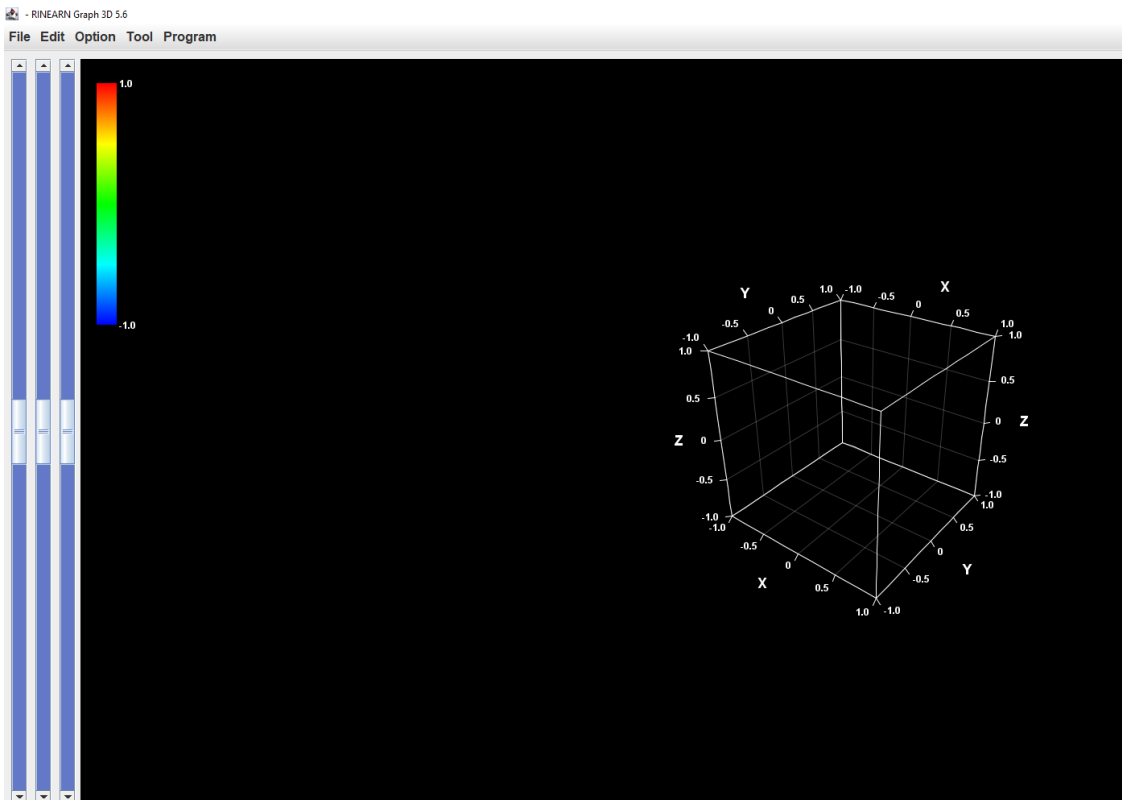 - RINEARN Graph 3D 5.6
File Edit Option Tool Program
1.0
-1.0
Y
X
1.0 -1.0
0.5 -0.5
0 0
-0.5 0.5
-1.0 1.0
1.0 1.0
0.5 0.5
Z 0 0 Z
-0.5 -0.5
-1.0 -1.0
-1.0 1.0
-0.5 0.5
0 0
X Y
0.5 -0.5
1.0 -1.0